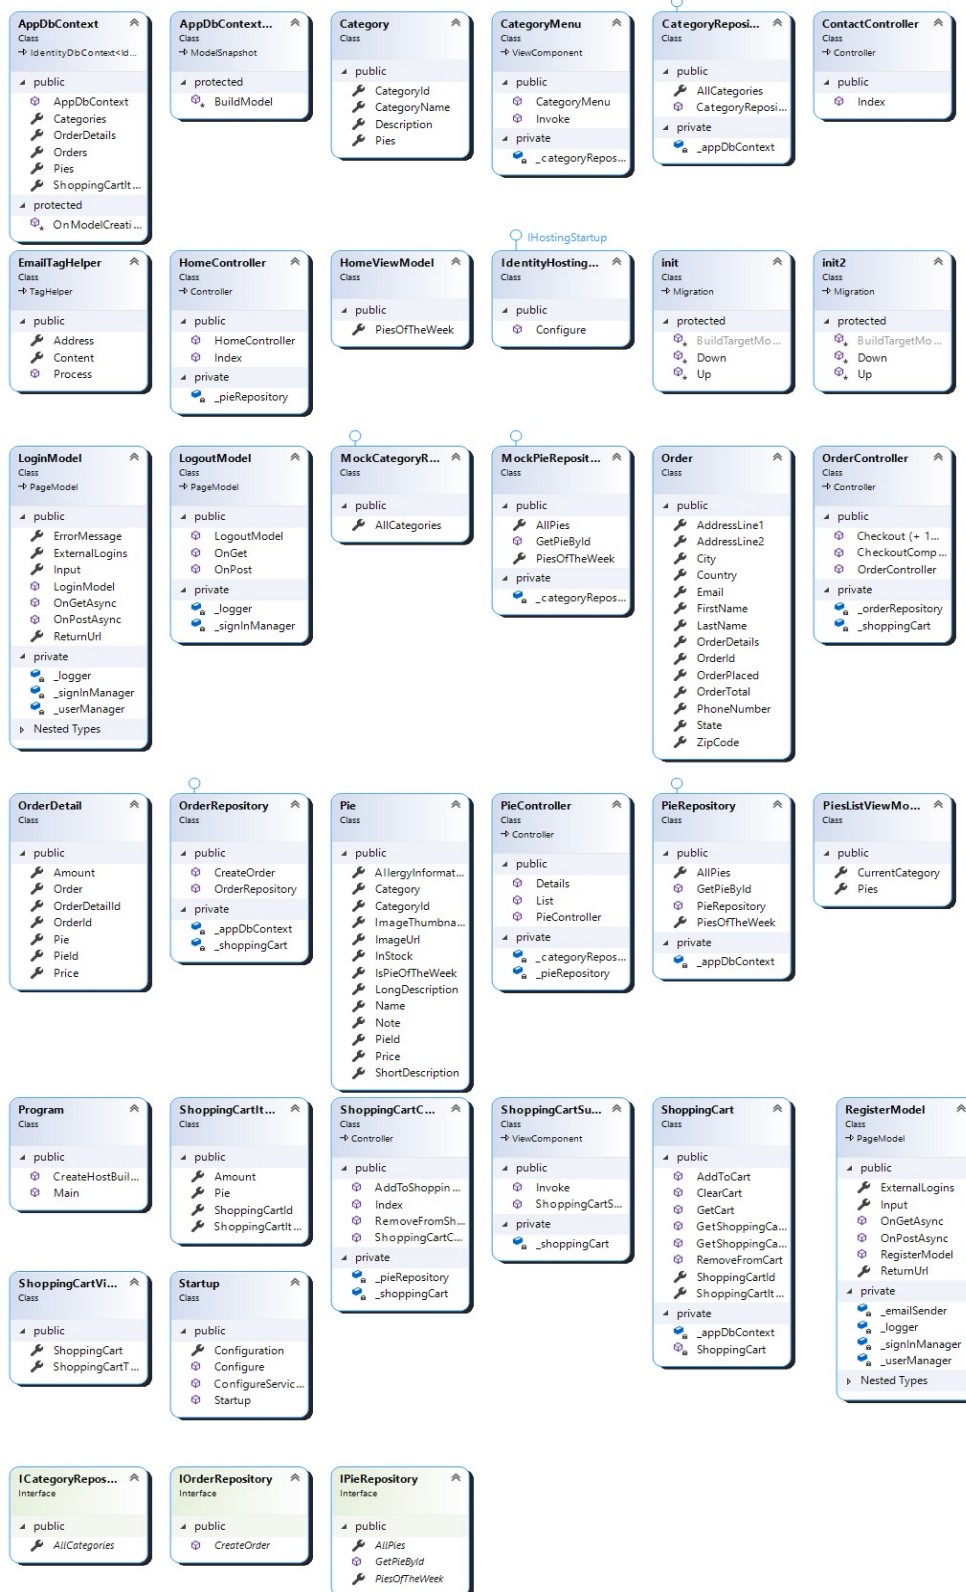 AppDbContext
Class
IdentityDbContext<Id...
public
AppDbContext
Categories
OrderDetails
Orders
Pies
ShoppingCartIt...
protected
OnModelCreati...
AppDbContext...
Class
ModelSnapshot
protected
BuildModel
Category
Class
public
CategoryId
CategoryName
Description
Pies
CategoryMenu
Class
ViewComponent
public
CategoryMenu
Invoke
private
_categoryRepos...
CategoryReposi...
Class
public
AllCategories
CategoryReposi...
private
_appDbContext
ContactController
Class
Controller
public
Index
EmailTagHelper
Class
TagHelper
public
Address
Content
Process
HomeController
Class
Controller
public
HomeController
Index
private
_pieRepository
HomeViewModel
Class
public
PiesOfTheWeek
IHostingStartup
IdentityHosting...
Class
public
Configure
init
Class
Migration
protected
BuildTargetMo...
Down
Up
init2
Class
Migration
protected
BuildTargetMo...
Down
Up
LoginModel
Class
PageModel
public
ErrorMessage
ExternalLogins
Input
LoginModel
OnGetAsync
OnPostAsync
ReturnUrl
private
_logger
_signInManager
_userManager
Nested Types
LogoutModel
Class
PageModel
public
LogoutModel
OnGet
OnPost
private
_logger
_signInManager
MockCategoryR...
Class
public
AllCategories
MockPieReposit...
Class
public
AllPies
GetPieById
PiesOfTheWeek
private
_categoryRepos...
Order
Class
public
AddressLine1
AddressLine2
City
Country
Email
FirstName
LastName
OrderDetails
OrderId
OrderPlaced
OrderTotal
PhoneNumber
State
ZipCode
OrderController
Class
Controller
public
Checkout (+ 1...
CheckoutComp...
OrderController
private
_orderRepository
_shoppingCart
OrderDetail
Class
public
Amount
Order
OrderDetailId
OrderId
Pie
PieId
Price
OrderRepository
Class
public
CreateOrder
OrderRepository
private
_appDbContext
_shoppingCart
Pie
Class
public
AllergyInformat...
Category
CategoryId
ImageThumbna...
ImageUrl
InStock
IsPieOfTheWeek
LongDescription
Name
Note
PieId
Price
ShortDescription
PieController
Class
Controller
public
Details
List
PieController
private
_categoryRepos...
_pieRepository
PieRepository
Class
public
AllPies
GetPieById
PieRepository
PiesOfTheWeek
private
_appDbContext
PiesListViewMo...
Class
public
CurrentCategory
Pies
Program
Class
public
CreateHostBuil...
Main
ShoppingCartIt...
Class
public
Amount
Pie
ShoppingCartId
ShoppingCartIt...
ShoppingCartC...
Class
Controller
public
AddToShoppin...
Index
RemoveFromSh...
ShoppingCartC...
private
_pieRepository
_shoppingCart
ShoppingCartSu...
Class
ViewComponent
public
Invoke
ShoppingCartS...
private
_shoppingCart
ShoppingCart
Class
public
AddToCart
ClearCart
GetCart
GetShoppingCa...
GetShoppingCa...
RemoveFromCart
ShoppingCartId
ShoppingCartIt...
private
_appDbContext
ShoppingCart
RegisterModel
Class
PageModel
public
ExternalLogins
Input
OnGetAsync
OnPostAsync
RegisterModel
ReturnUrl
private
_emailSender
_logger
_signInManager
_userManager
Nested Types
ShoppingCartVi...
Class
public
ShoppingCart
ShoppingCartT...
Startup
Class
public
Configuration
Configure
ConfigureServic...
Startup
ICategoryRepos...
Interface
public
AllCategories
IOrderRepository
Interface
public
CreateOrder
IPieRepository
Interface
public
AllPies
GetPieById
PiesOfTheWeek